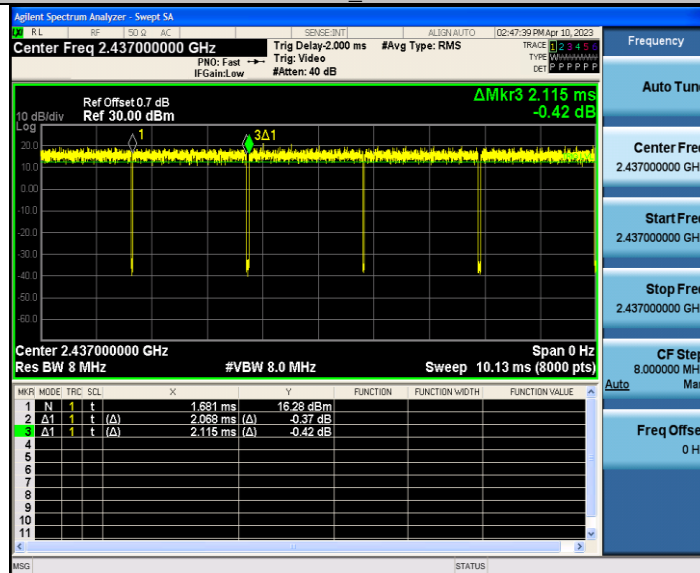 Agilent Spectrum Analyzer - Swept SA
RL RF 50 Ω AC SENSE:INT ALIGN AUTO 02:47:39 PM Apr 10, 2023
Center Freq 2.437000000 GHz
PNO: Fast
IFGain:Low
Trig Delay-2.000 ms
Trig: Video
#Atten: 40 dB
#Avg Type: RMS
TRACE 1 2 3 4 5 6
TYPE W
DET P P P P P P
ΔMkr3 2.115 ms
-0.42 dB
Ref Offset 0.7 dB
10 dB/div Ref 30.00 dBm
Log
1
3Δ1
20.0
10.0
0.00
-10.0
-20.0
-30.0
-40.0
-50.0
-60.0
Center 2.437000000 GHz Span 0 Hz
Res BW 8 MHz #VBW 8.0 MHz Sweep 10.13 ms (8000 pts)
MKR MODE TRC SCL X Y FUNCTION FUNCTION WIDTH FUNCTION VALUE
1 N 1 t 1.681 ms 16.28 dBm
2 Δ1 1 t (Δ) 2.068 ms (Δ) -0.37 dB
3 Δ1 1 t (Δ) 2.115 ms (Δ) -0.42 dB
4
5
6
7
8
9
10
11
MSG STATUS
Frequency
Auto Tun
Center Fre
2.437000000 GH
Start Fre
2.437000000 GH
Stop Fre
2.437000000 GH
CF Ste
8.000000 MH
Auto Ma
Freq Offse
0 H